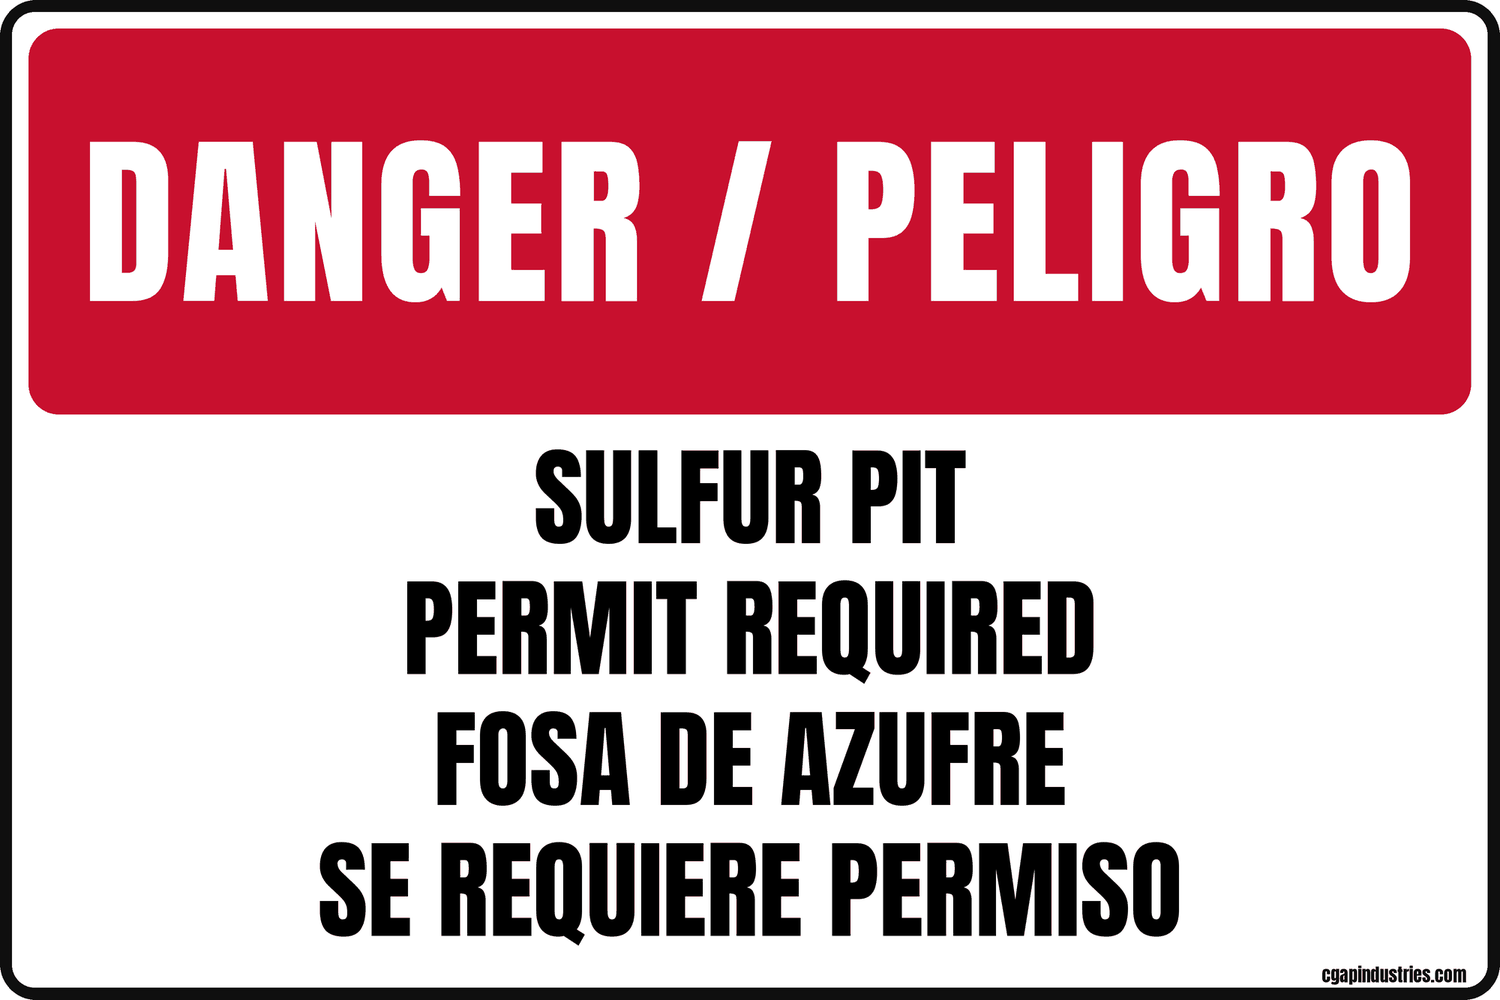 DANGER / PELIGRO
SULFUR PIT
PERMIT REQUIRED
FOSA DE AZUFRE
SE REQUIERE PERMISO
cgapindustries.com